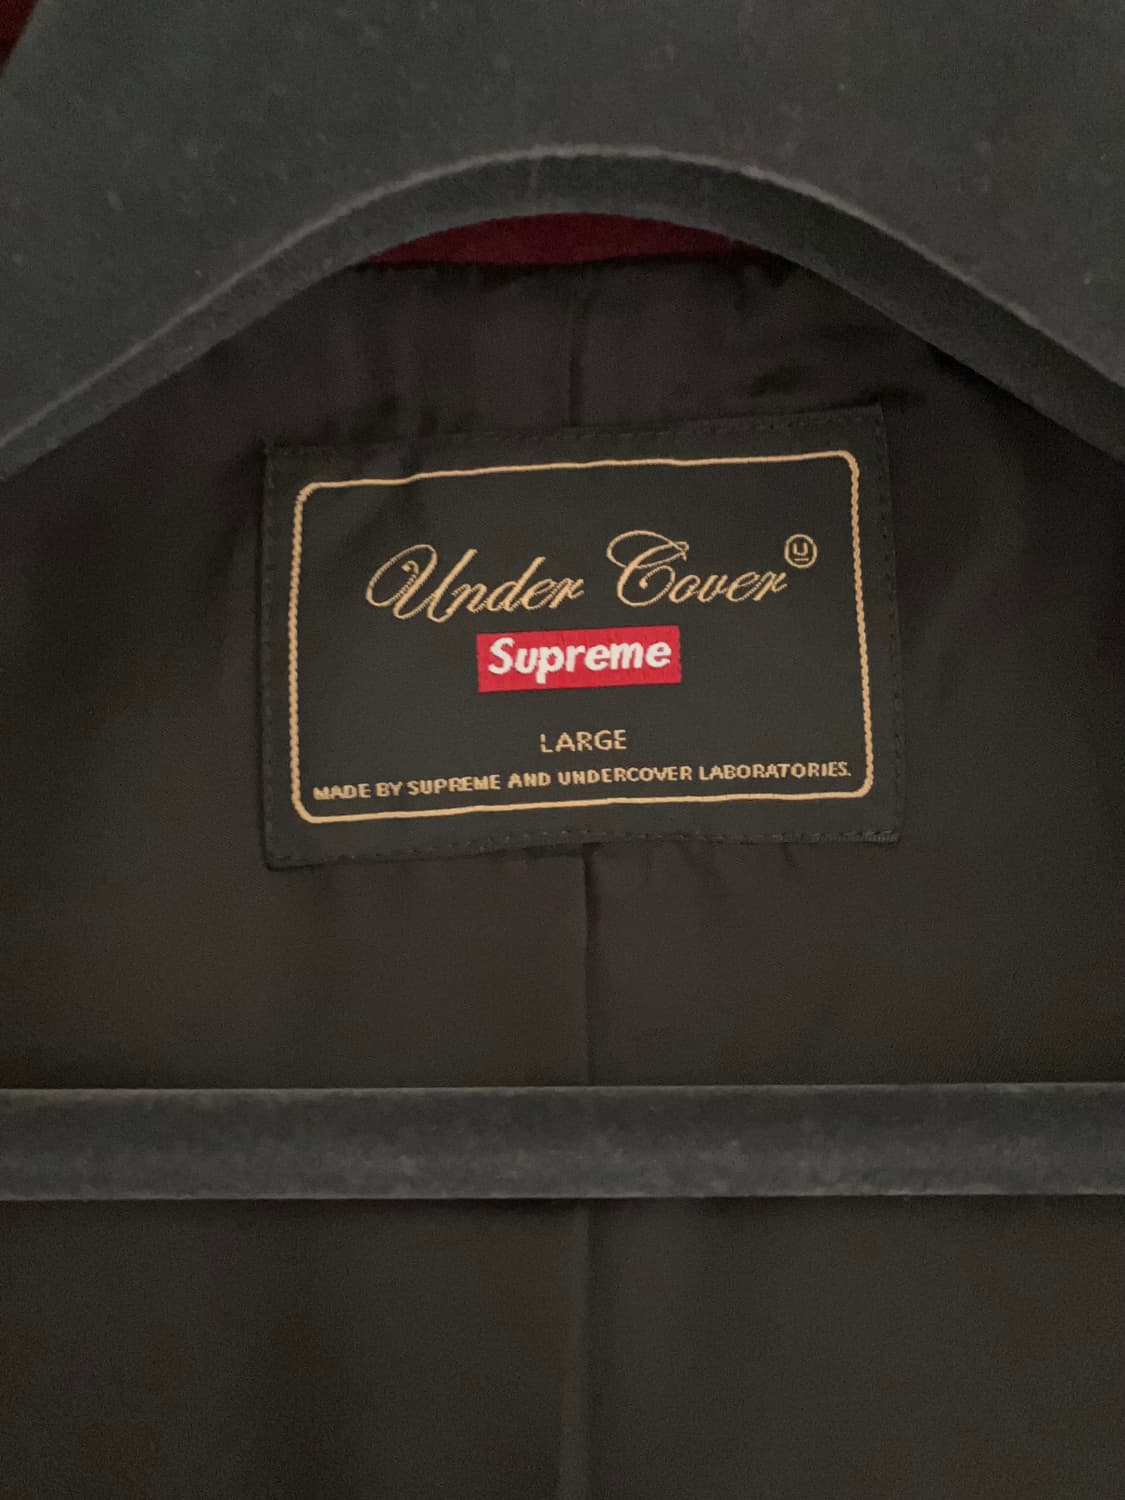 Under Cover U
Supreme
LARGE
MADE BY SUPREME AND UNDERCOVER LABORATORIES.